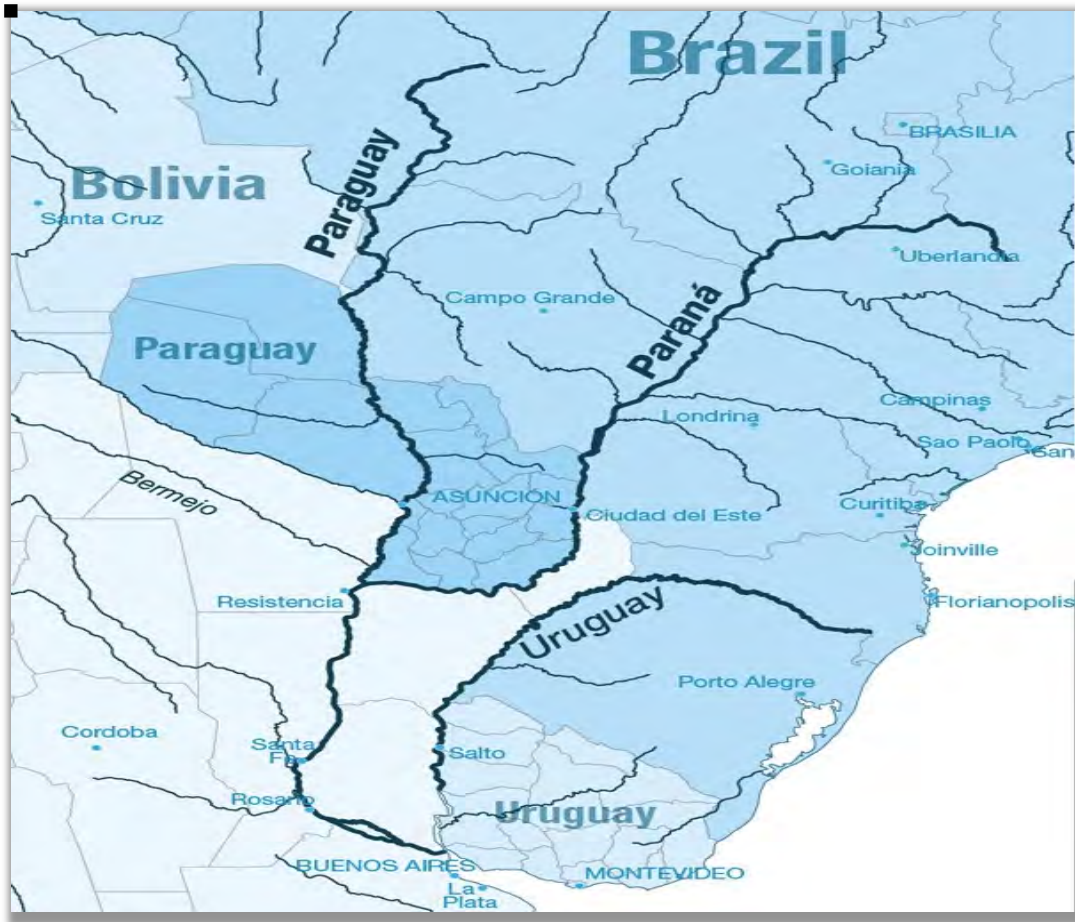 Brazil
BRASILIA
Goiania
Paraguay
Bolivia
Santa Cruz
Uberlandia
Campo Grande
Paraná
Paraguay
Londrina
Campinas
Sao Paolo
San
Bermejo
ASUNCIÓN
Ciudad del Este
Curitiba
Joinville
Resistencia
Uruguay
Florianopolis
Porto Alegre
Cordoba
Santa
Fe
Salto
Rosario
Uruguay
BUENOS AIRES
La
Plata
MONTEVIDEO